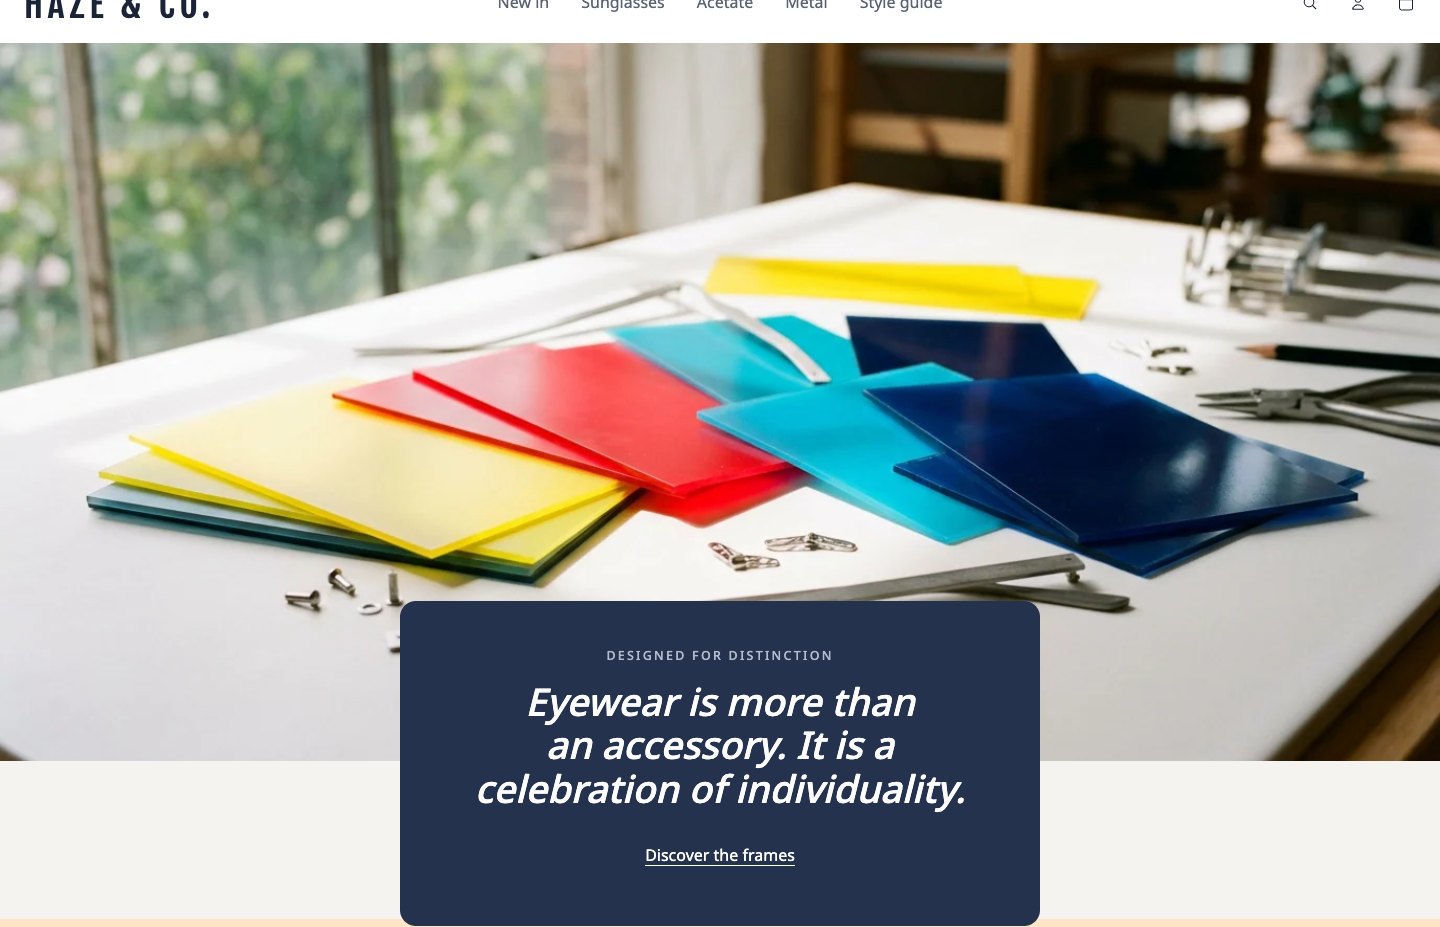 HAZE & CO.
New in
Sunglasses
Acetate
Metal
Style guide
DESIGNED FOR DISTINCTION
Eyewear is more than
an accessory. It is a
celebration of individuality.
Discover the frames